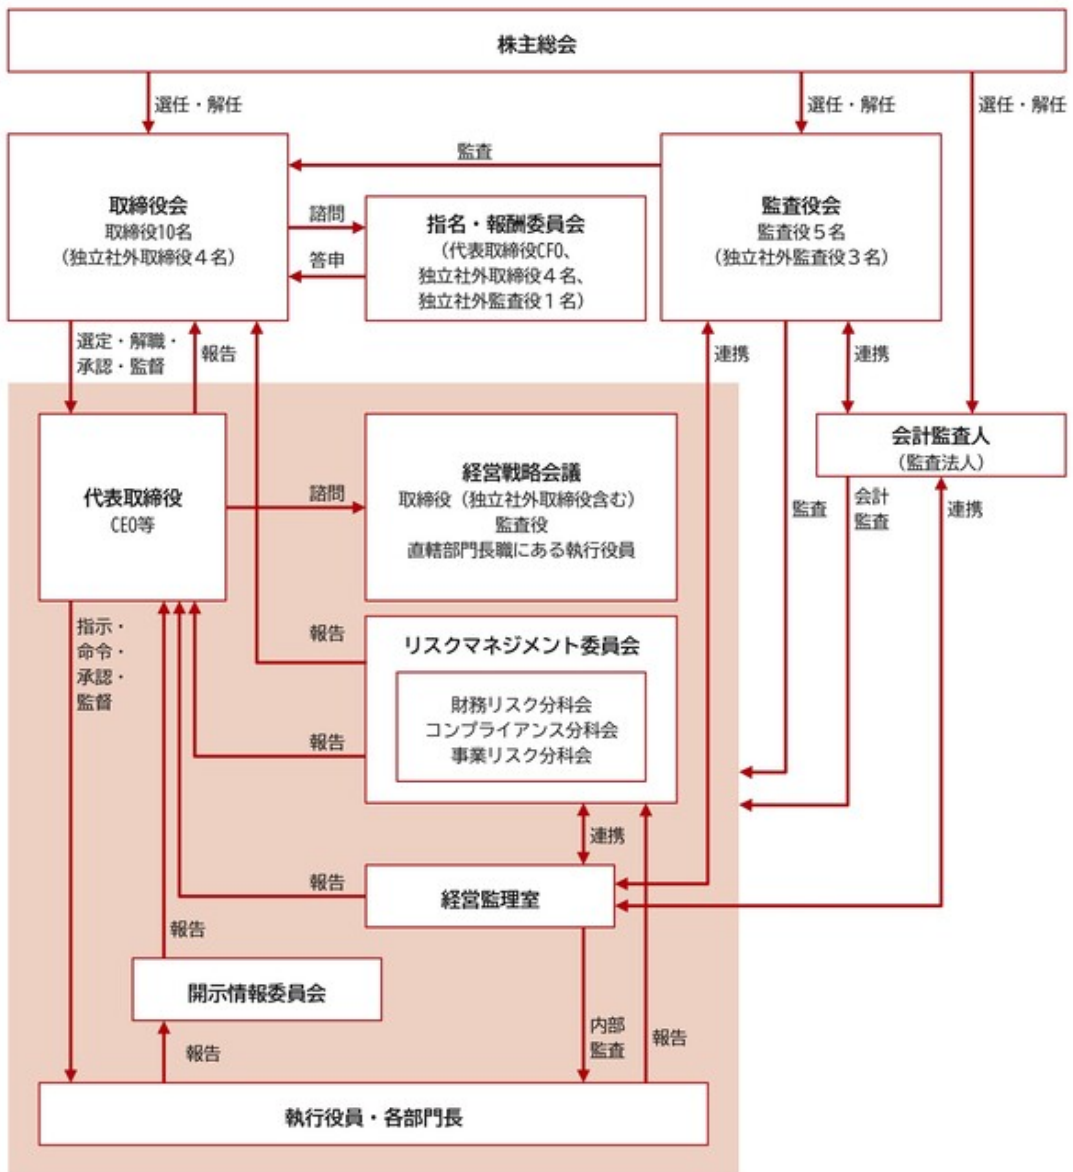 株主総会
選任・解任
選任・解任
選任・解任
監査
取締役会
取締役10名
（独立社外取締役４名）
諮問
答申
指名・報酬委員会
（代表取締役CFO、
独立社外取締役４名、
独立社外監査役１名）
監査役会
監査役５名
（独立社外監査役３名）
選定・解職・
承認・監督
報告
連携
連携
代表取締役
CEO等
諮問
経営戦略会議
取締役（独立社外取締役含む）
監査役
直轄部門長職にある執行役員
会計監査人
（監査法人）
監査
会計
監査
連携
指示・
命令・
承認・
監督
報告
リスクマネジメント委員会
財務リスク分科会
コンプライアンス分科会
事業リスク分科会
報告
連携
報告
経営監理室
報告
開示情報委員会
報告
内部
監査
報告
執行役員・各部門長